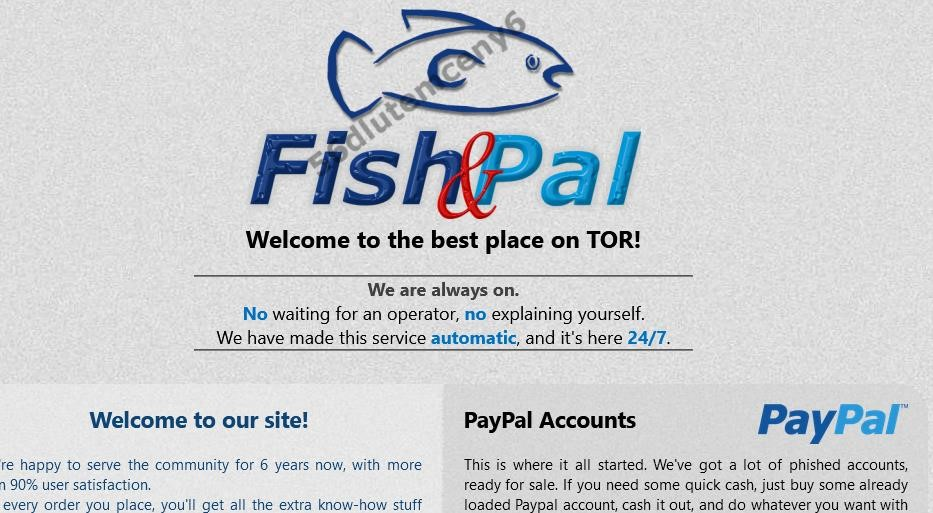 56dlutemceny6
Fish&Pal
Welcome to the best place on TOR!
We are always on.
No waiting for an operator, no explaining yourself.
We have made this service automatic, and it's here 24/7.
Welcome to our site!
're happy to serve the community for 6 years now, with more
90% user satisfaction.
every order you place, you'll get all the extra know-how stuff
PayPal Accounts
PayPal™
This is where it all started. We've got a lot of phished accounts,
ready for sale. If you need some quick cash, just buy some already
loaded Paypal account, cash it out, and do whatever you want with